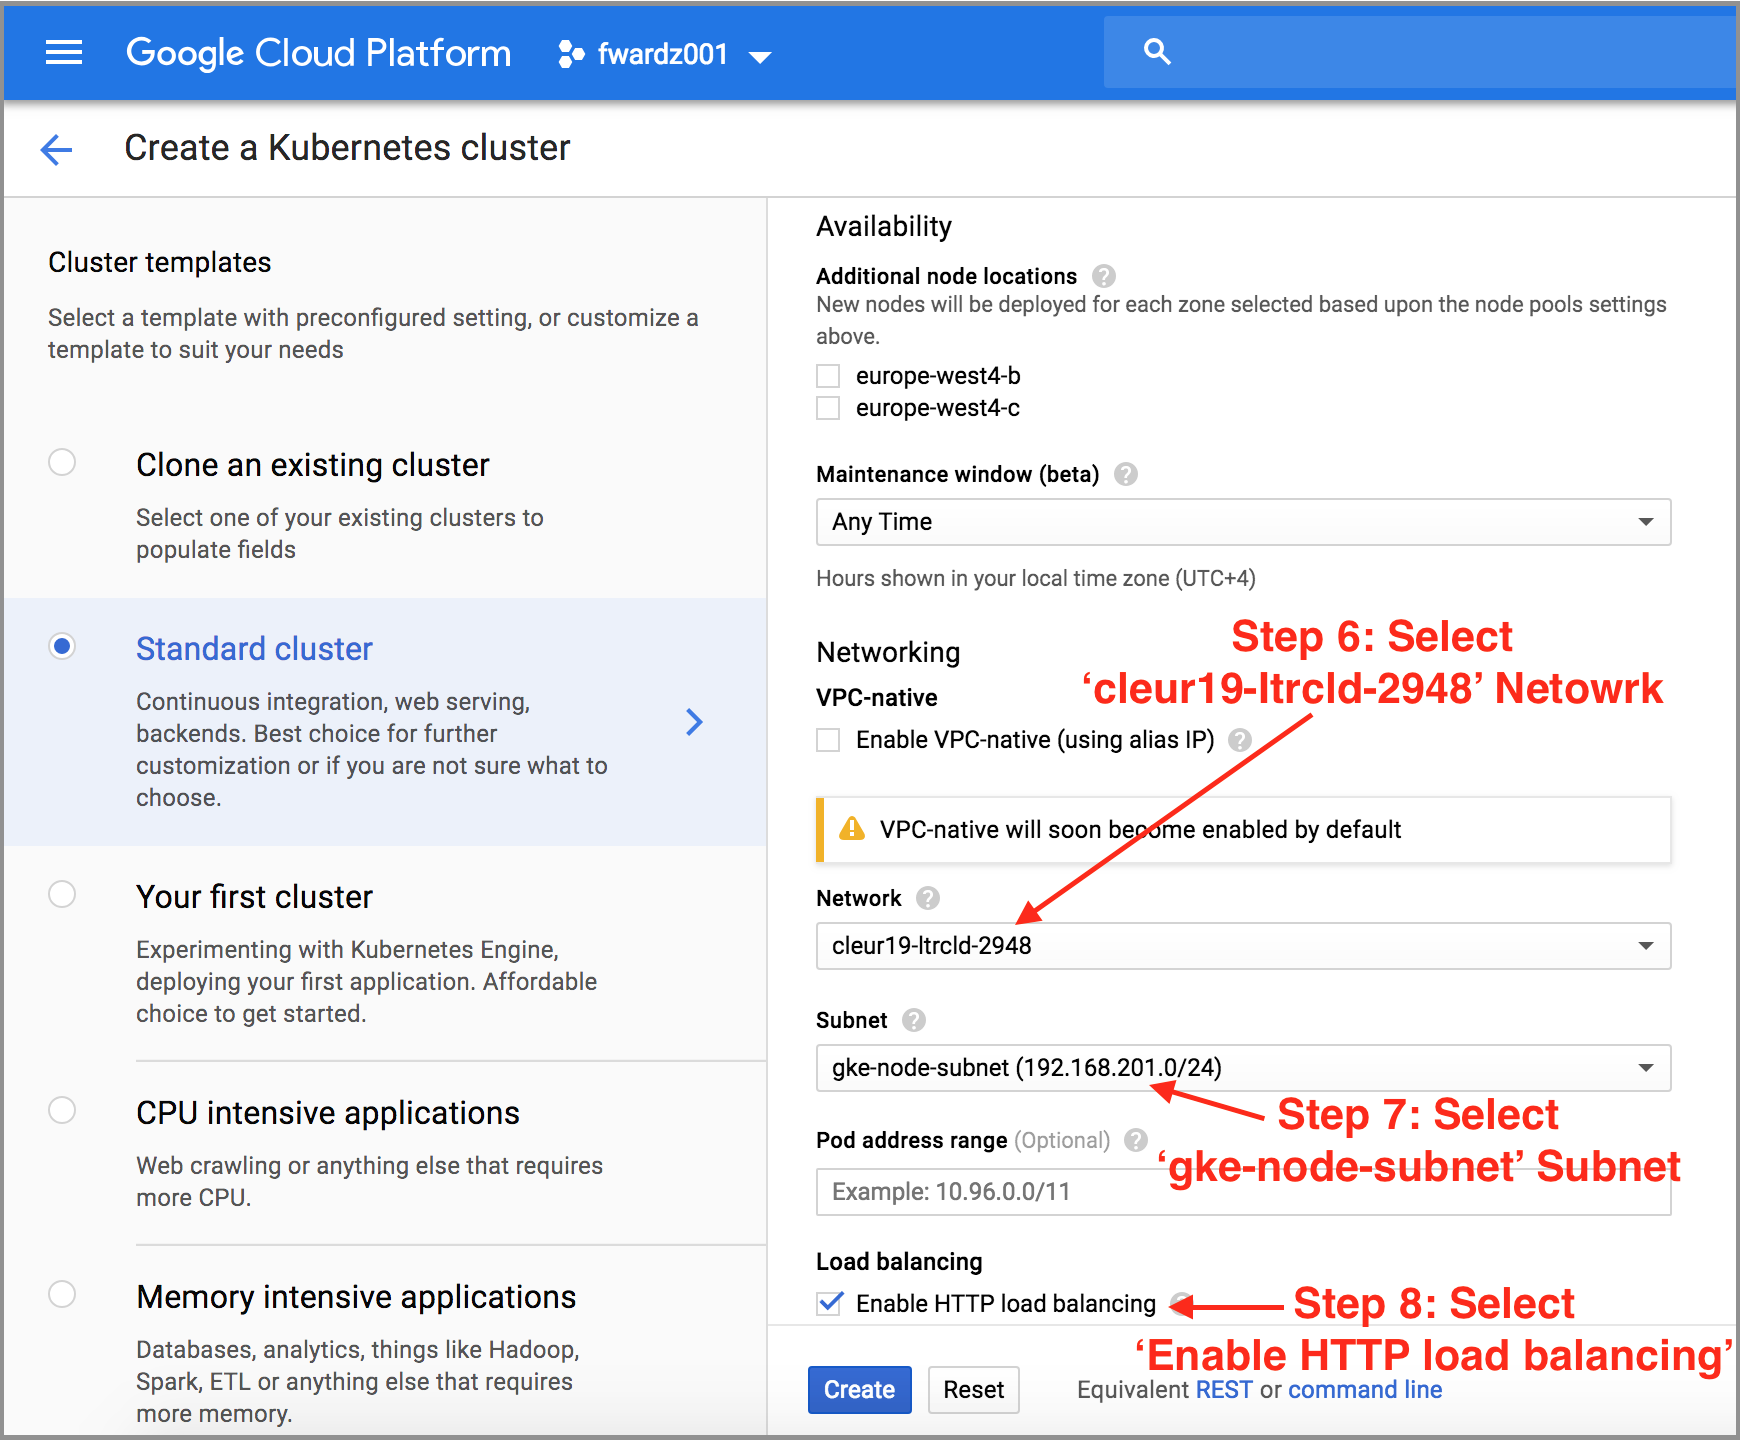 Google Cloud Platform
fwardz001
Create a Kubernetes cluster
Cluster templates
Select a template with preconfigured setting, or customize a
template to suit your needs
Clone an existing cluster
Select one of your existing clusters to
populate fields
Standard cluster
Continuous integration, web serving,
backends. Best choice for further
customization or if you are not sure what to
choose.
Your first cluster
Experimenting with Kubernetes Engine,
deploying your first application. Affordable
choice to get started.
CPU intensive applications
Web crawling or anything else that requires
more CPU.
Memory intensive applications
Databases, analytics, things like Hadoop,
Spark, ETL or anything else that requires
more memory.
Availability
Additional node locations ?
New nodes will be deployed for each zone selected based upon the node pools settings
above.
europe-west4-b
europe-west4-c
Maintenance window (beta) ?
Any Time
Hours shown in your local time zone (UTC+4)
Step 6: Select
‘cleur19-ltrcld-2948’ Netowrk
Networking
VPC-native
Enable VPC-native (using alias IP) ?
VPC-native will soon become enabled by default
Network ?
cleur19-ltrcld-2948
Subnet ?
gke-node-subnet (192.168.201.0/24)
Step 7: Select
‘gke-node-subnet’ Subnet
Pod address range (Optional) ?
Example: 10.96.0.0/11
Load balancing
Enable HTTP load balancing
Step 8: Select
‘Enable HTTP load balancing’
Create
Reset
Equivalent REST or command line